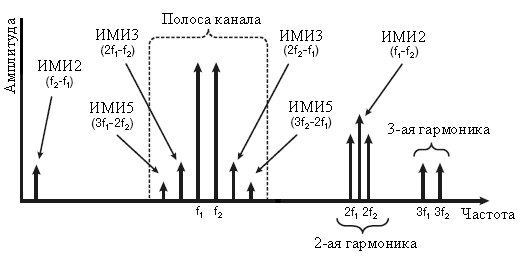 Амплитуда
Полоса канала
ИМИ3
(2f₁-f₂)
ИМИ3
(2f₂-f₁)
ИМИ2
(f₁-f₂)
ИМИ2
(f₂-f₁)
ИМИ5
(3f₁-2f₂)
ИМИ5
(3f₂-2f₁)
3-ая гармоника
f₁
f₂
2f₁
2f₂
3f₁
3f₂
Частота
2-ая гармоника